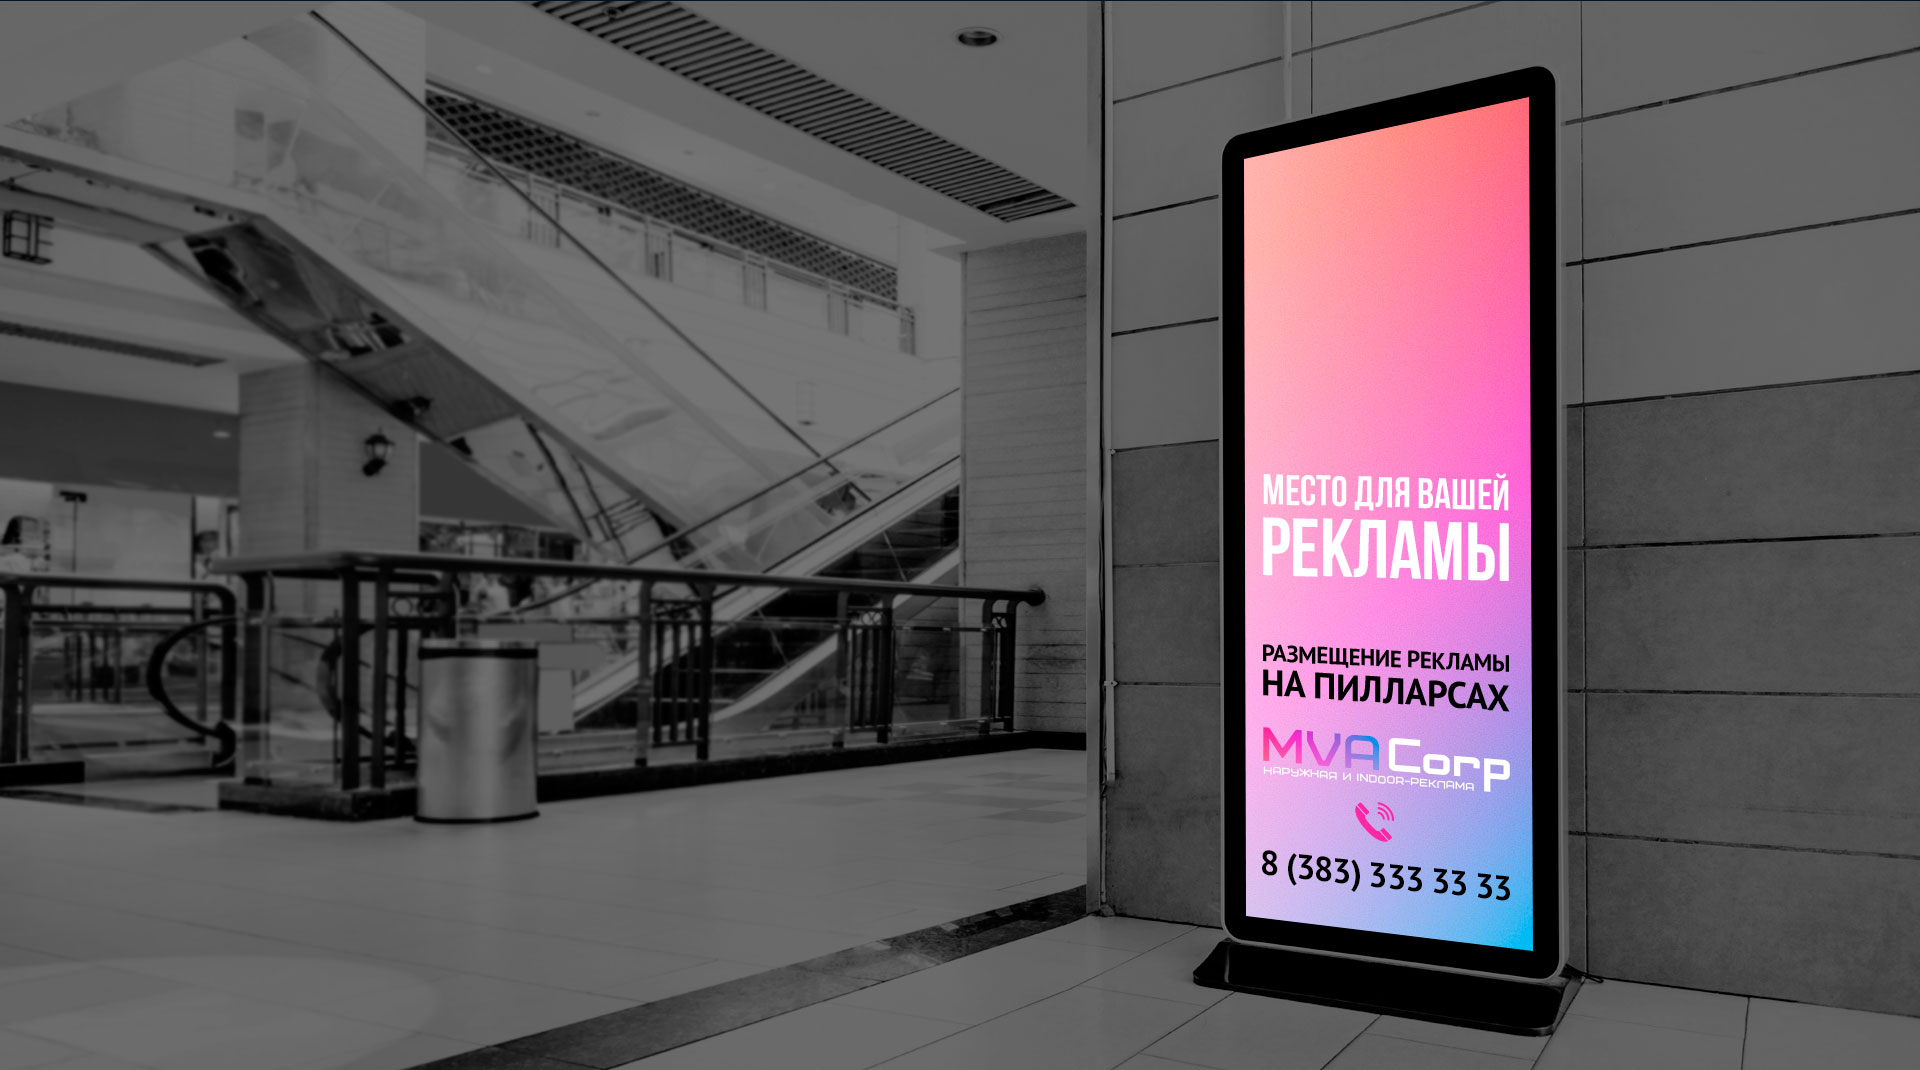 МЕСТО ДЛЯ ВАШЕЙ
РЕКЛАМЫ
РАЗМЕЩЕНИЕ РЕКЛАМЫ
НА ПИЛЛАРСАХ
MVA Corp
НАРУЖНАЯ И INDOOR-РЕКЛАМА
8 (383) 333 33 33